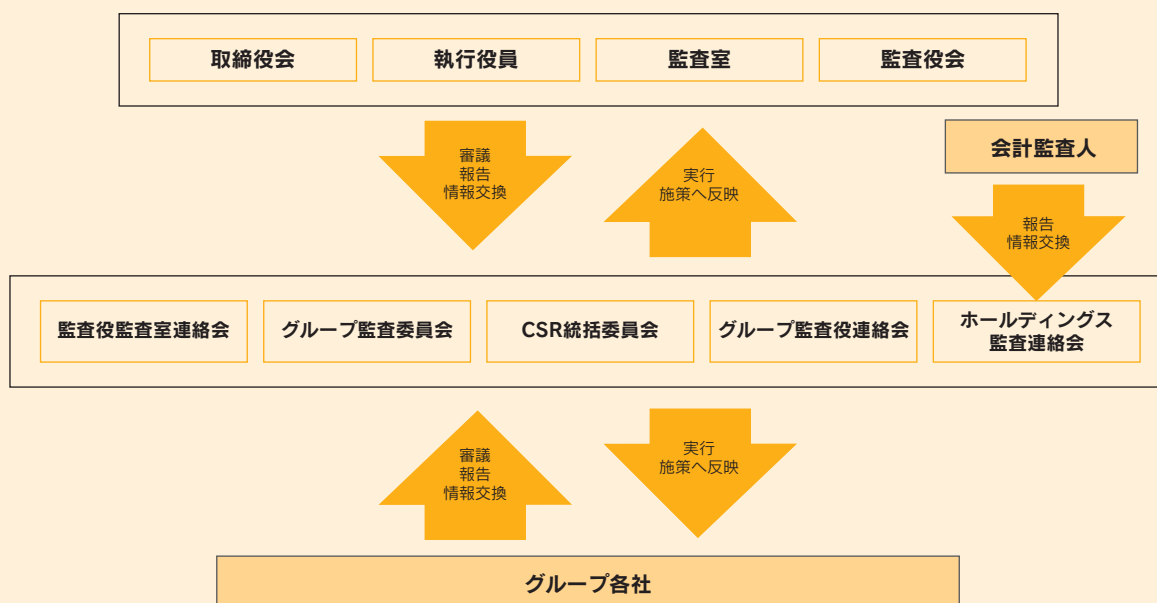 取締役会
執行役員
監査室
監査役会
会計監査人
審議
報告
情報交換
実行
施策へ反映
報告
情報交換
監査役監査室連絡会
グループ監査委員会
CSR統括委員会
グループ監査役連絡会
ホールディングス
監査連絡会
審議
報告
情報交換
実行
施策へ反映
グループ各社